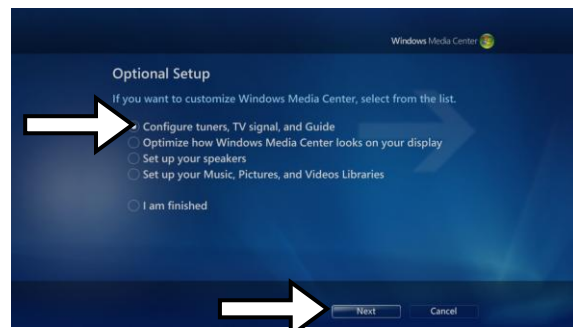 Windows Media Center
Optional Setup
If you want to customize Windows Media Center, select from the list.
Configure tuners, TV signal, and Guide
Optimize how Windows Media Center looks on your display
Set up your speakers
Set up your Music, Pictures, and Videos Libraries
I am finished
Next Cancel